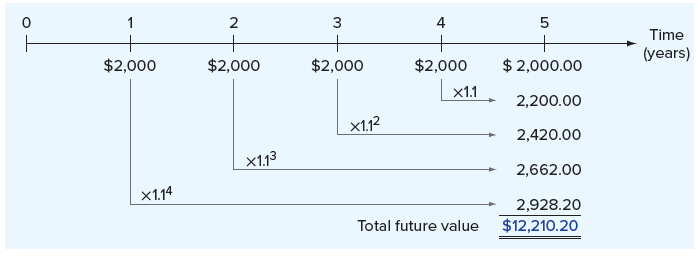 0 1 2 3 4 5
Time
(years)
$2,000 $2,000 $2,000 $2,000 $ 2,000.00
×1.1 2,200.00
×1.1² 2,420.00
×1.1³ 2,662.00
×1.1⁴ 2,928.20
Total future value $12,210.20